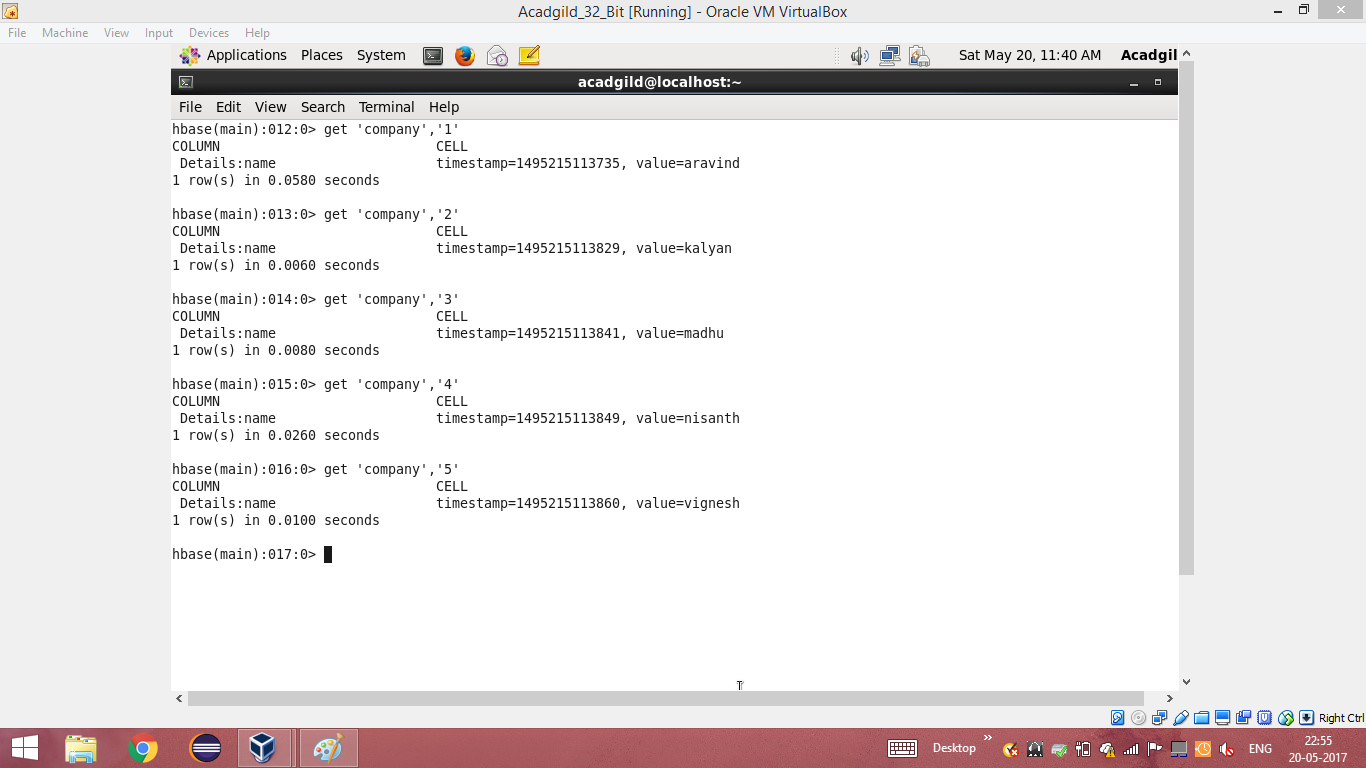 Acadgild_32_Bit [Running] - Oracle VM VirtualBox
File Machine View Input Devices Help
Applications Places System Sat May 20, 11:40 AM Acadgil
acadgild@localhost:~
File Edit View Search Terminal Help
hbase(main):012:0> get 'company','1'
COLUMN CELL
Details:name timestamp=1495215113735, value=aravind
1 row(s) in 0.0580 seconds
hbase(main):013:0> get 'company','2'
COLUMN CELL
Details:name timestamp=1495215113829, value=kalyan
1 row(s) in 0.0060 seconds
hbase(main):014:0> get 'company','3'
COLUMN CELL
Details:name timestamp=1495215113841, value=madhu
1 row(s) in 0.0080 seconds
hbase(main):015:0> get 'company','4'
COLUMN CELL
Details:name timestamp=1495215113849, value=nisanth
1 row(s) in 0.0260 seconds
hbase(main):016:0> get 'company','5'
COLUMN CELL
Details:name timestamp=1495215113860, value=vignesh
1 row(s) in 0.0100 seconds
hbase(main):017:0>
Right Ctrl
Desktop ENG 22:55
20-05-2017